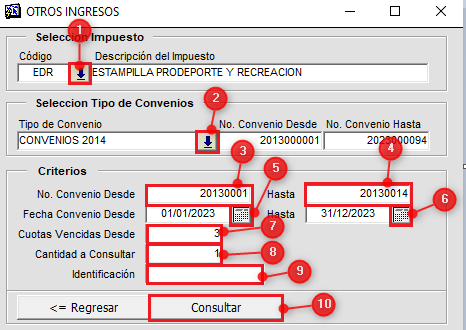 OTROS INGRESOS
Seleccion Impuesto
1
Código Descripción del Impuesto
EDR ESTAMPILLA PRODEPORTE Y RECREACION
Seleccion Tipo de Convenios
2
Tipo de Convenio No. Convenio Desde No. Convenio Hasta
CONVENIOS 2014 2013000001 2023000094
3 4
Criterios
5
No. Convenio Desde 20130001 Hasta 20130014
Fecha Convenio Desde 01/01/2023 Hasta 31/12/2023
6
Cuotas Vencidas Desde 3
7
Cantidad a Consultar 1
8
Identificación
9
<= Regresar Consultar
10